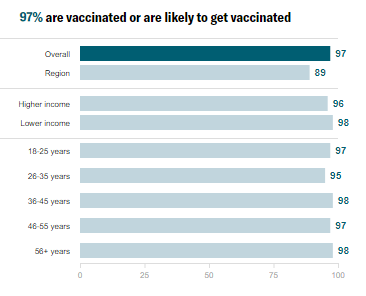 97% are vaccinated or are likely to get vaccinated
Overall 97
Region 89
Higher income 96
Lower income 98
18-25 years 97
26-35 years 95
36-45 years 98
46-55 years 97
56+ years 98
0 25 50 75 100